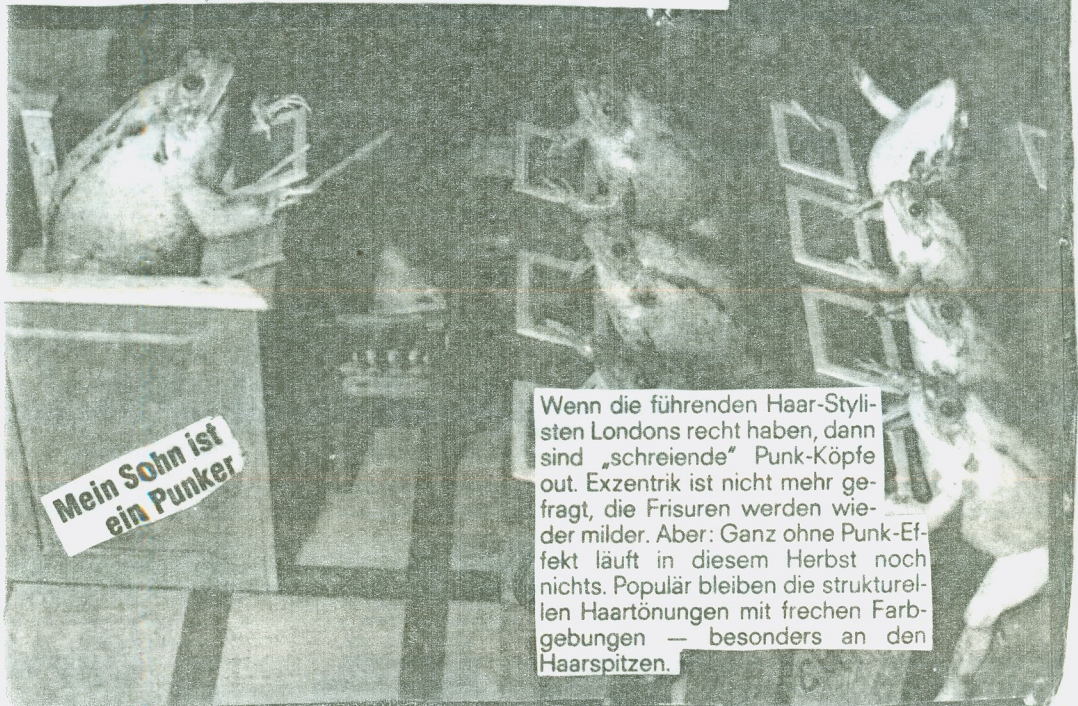 Mein Sohn ist
ein Punker
Wenn die führenden Haar-Styli-
sten Londons recht haben, dann
sind „schreiende“ Punk-Köpfe
out. Exzentrik ist nicht mehr ge-
fragt, die Frisuren werden wie-
der milder. Aber: Ganz ohne Punk-Ef-
fekt läuft in diesem Herbst noch
nichts. Populär bleiben die strukturel-
len Haartönungen mit frechen Farb-
gebungen — besonders an den
Haarspitzen.